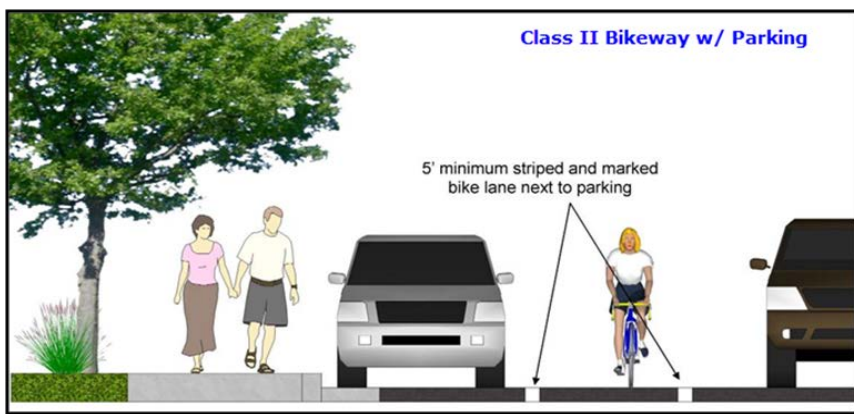 Class II Bikeway w/ Parking
5' minimum striped and marked
bike lane next to parking